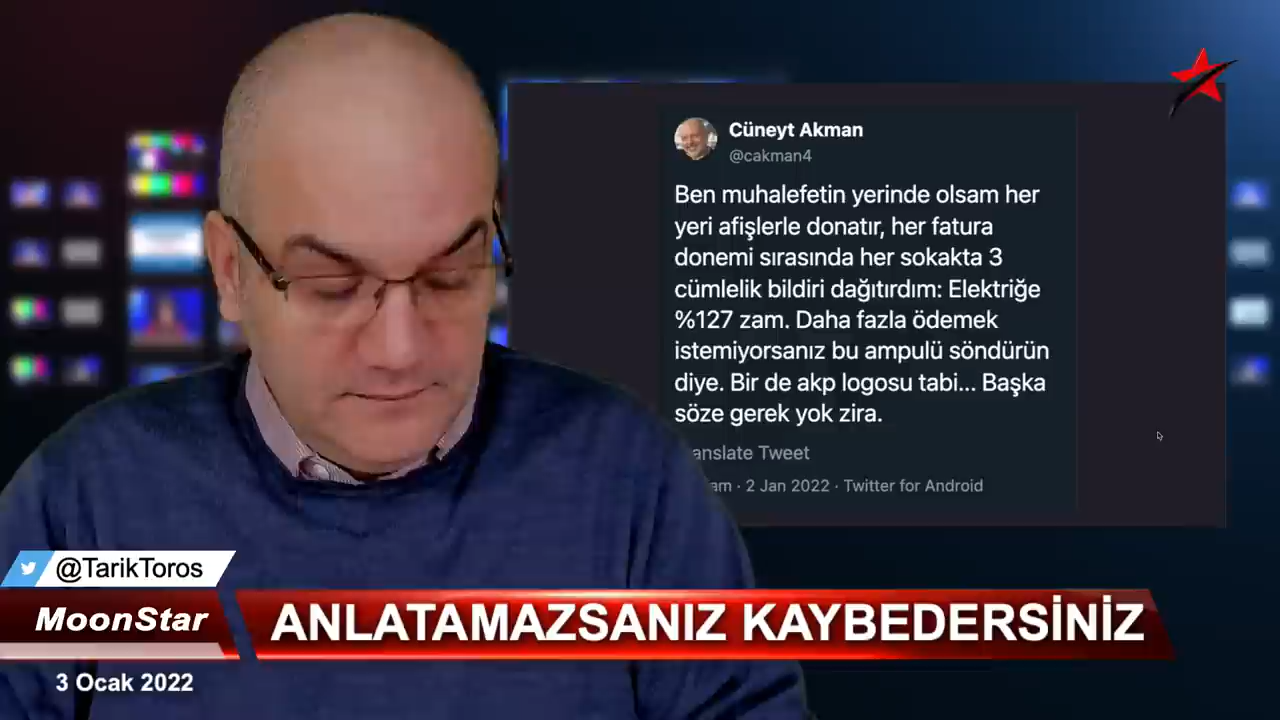 Cüneyt Akman
@cakman4
Ben muhalefetin yerinde olsam her
yeri afişlerle donatır, her fatura
donemi sırasında her sokakta 3
cümlelik bildiri dağıtırdım: Elektriğe
%127 zam. Daha fazla ödemek
istemiyorsanız bu ampulü söndürün
diye. Bir de akp logosu tabi... Başka
söze gerek yok zira.
anslate Tweet
am · 2 Jan 2022 · Twitter for Android
@TarikToros
MoonStar
ANLATAMAZSANIZ KAYBEDERSİNİZ
3 Ocak 2022